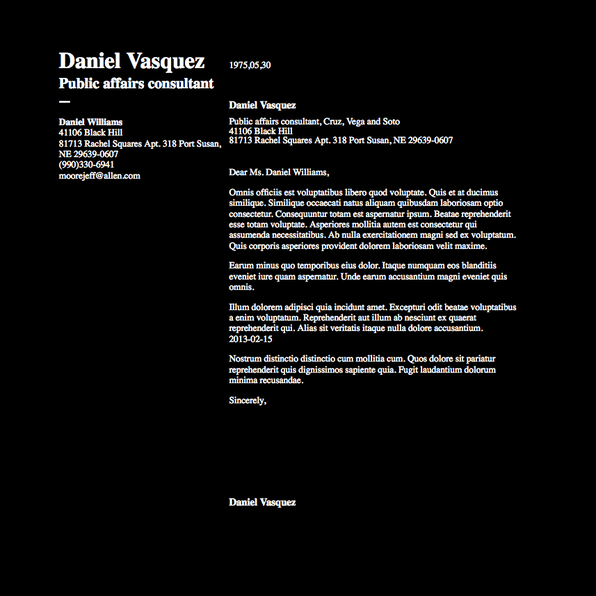 Daniel Vasquez
Public affairs consultant
Daniel Williams
41106 Black Hill
81713 Rachel Squares Apt. 318 Port Susan,
NE 29639-0607
(990)330-6941
moorejeff@allen.com
1975,05,30
Daniel Vasquez
Public affairs consultant, Cruz, Vega and Soto
41106 Black Hill
81713 Rachel Squares Apt. 318 Port Susan, NE 29639-0607
Dear Ms. Daniel Williams,
Omnis officiis est voluptatibus libero quod voluptate. Quis et at ducimus
similique. Similique occaecati natus aliquam quibusdam laboriosam optio
consectetur. Consequuntur totam est aspernatur ipsum. Beatae reprehenderit
esse totam voluptate. Asperiores mollitia autem est consectetur qui
assumenda necessitatibus. Ab nulla exercitationem magni sed ex voluptatum.
Quis corporis asperiores provident dolorem laboriosam velit maxime.
Earum minus quo temporibus eius dolor. Itaque numquam eos blanditiis
eveniet iure quam aspernatur. Unde earum accusantium magni eveniet quis
omnis.
Illum dolorem adipisci quia incidunt amet. Excepturi odit beatae voluptatibus
a enim voluptatum. Reprehenderit aut illum ab nesciunt ex quaerat
reprehenderit qui. Alias sit veritatis itaque nulla dolore accusantium.
2013-02-15
Nostrum distinctio distinctio cum mollitia cum. Quos dolore sit pariatur
reprehenderit quis dignissimos sapiente quia. Fugit laudantium dolorum
minima recusandae.
Sincerely,
Daniel Vasquez